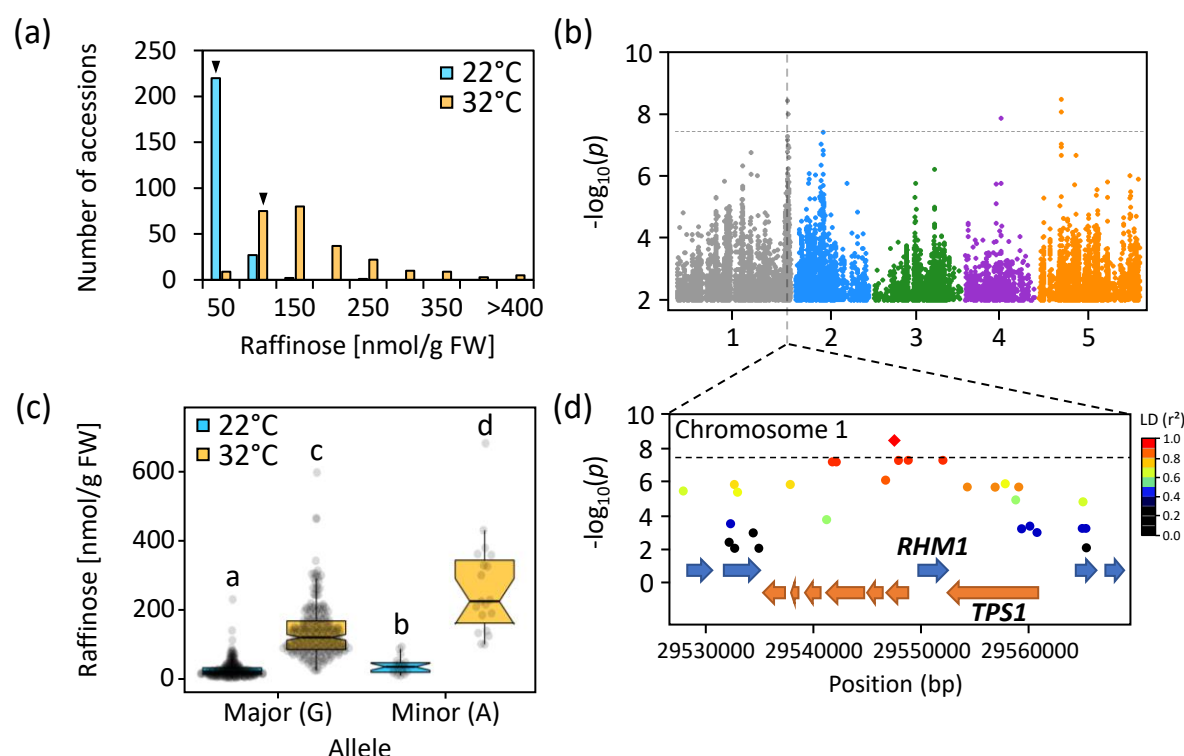 (a)
250
200
150
100
50
0
Number of accessions
22°C
32°C
50 150 250 350 >400
Raffinose [nmol/g FW]
(b)
10
8
6
4
2
-log₁₀(p)
1 2 3 4 5
(c)
22°C
32°C
600
400
200
0
Raffinose [nmol/g FW]
a
c
b
d
Major (G) Minor (A)
Allele
(d)
Chromosome 1
10
8
6
4
2
0
-log₁₀(p)
RHM1
TPS1
29530000 29540000 29550000 29560000
Position (bp)
LD (r²)
1.0
0.8
0.6
0.4
0.2
0.0